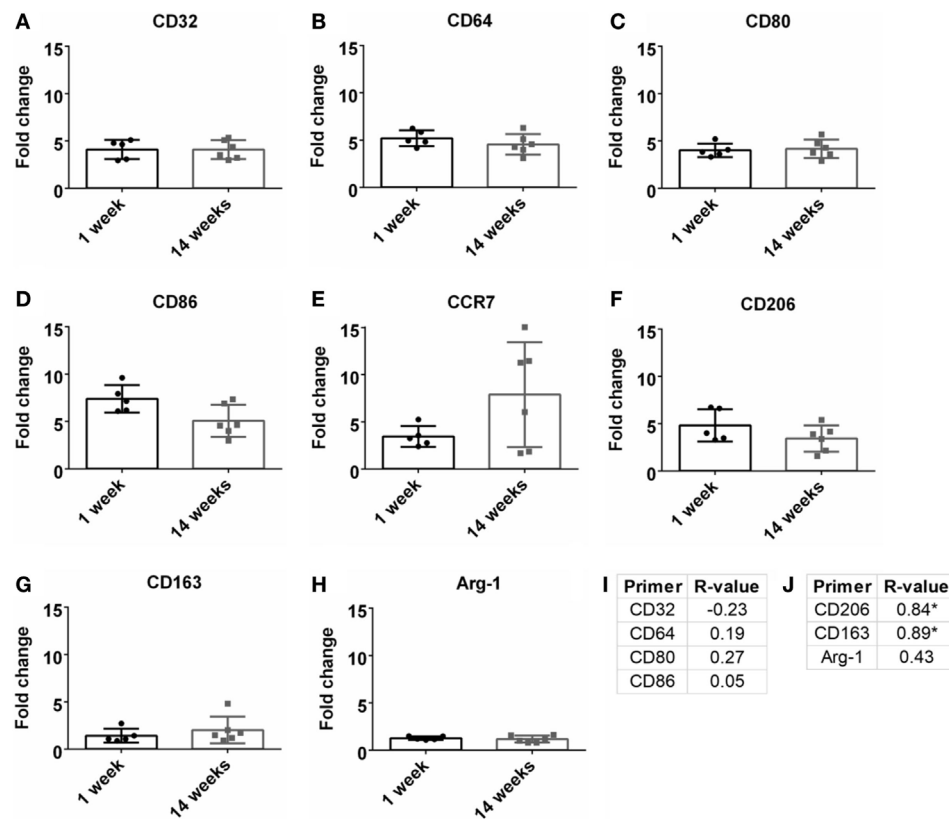 A CD32
Fold change
15
10
5
0
1 week
14 weeks
B CD64
Fold change
15
10
5
0
1 week
14 weeks
C CD80
Fold change
15
10
5
0
1 week
14 weeks
D CD86
Fold change
15
10
5
0
1 week
14 weeks
E CCR7
Fold change
15
10
5
0
1 week
14 weeks
F CD206
Fold change
15
10
5
0
1 week
14 weeks
G CD163
Fold change
15
10
5
0
1 week
14 weeks
H Arg-1
Fold change
15
10
5
0
1 week
14 weeks
I Primer R-value
CD32 -0.23
CD64 0.19
CD80 0.27
CD86 0.05
J Primer R-value
CD206 0.84*
CD163 0.89*
Arg-1 0.43